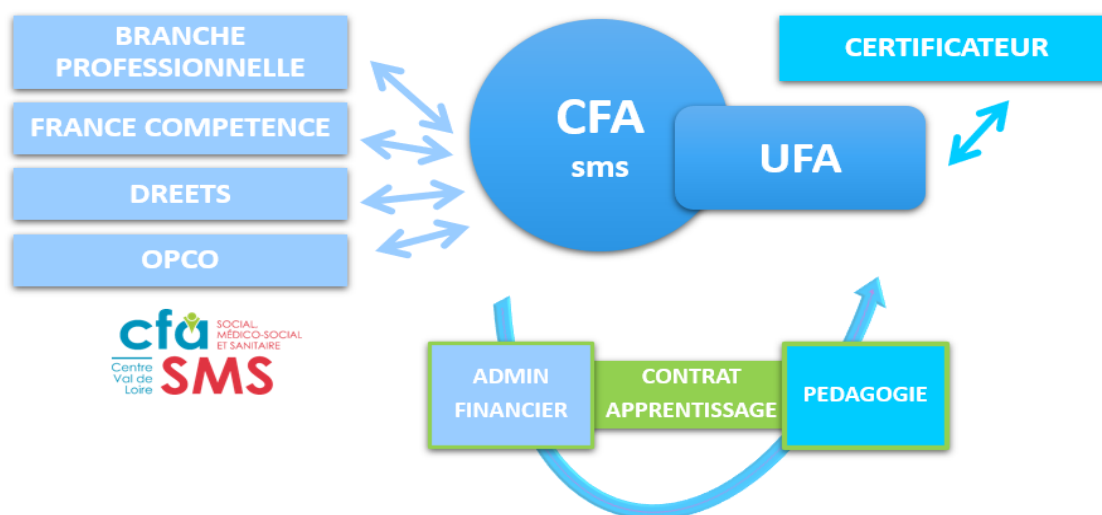 BRANCHE
PROFESSIONNELLE
FRANCE COMPETENCE
DREETS
OPCO
CFA
sms
UFA
CERTIFICATEUR
cfa
SOCIAL,
MÉDICO-SOCIAL
ET SANITAIRE
Centre
Val de
Loire
SMS
ADMIN
FINANCIER
CONTRAT
APPRENTISSAGE
PEDAGOGIE